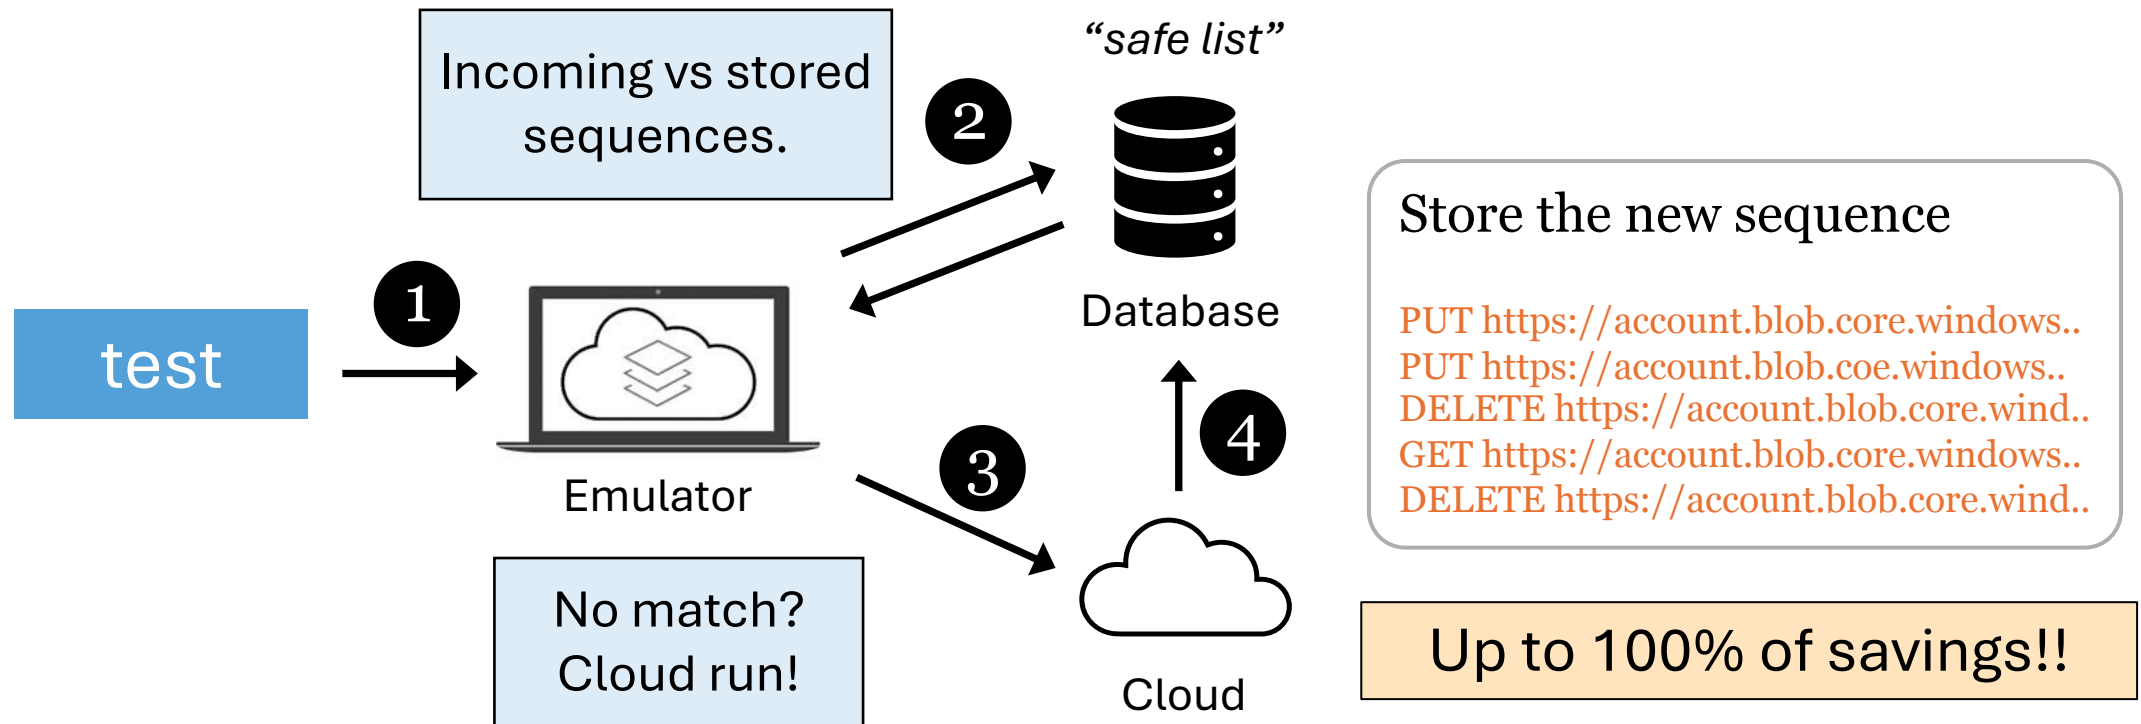 Incoming vs stored
sequences.
“safe list”
2
1
test
Database
Emulator
3
4
No match?
Cloud run!
Cloud
Store the new sequence
PUT https://account.blob.core.windows..
PUT https://account.blob.coe.windows..
DELETE https://account.blob.core.wind..
GET https://account.blob.core.windows..
DELETE https://account.blob.core.wind..
Up to 100% of savings!!